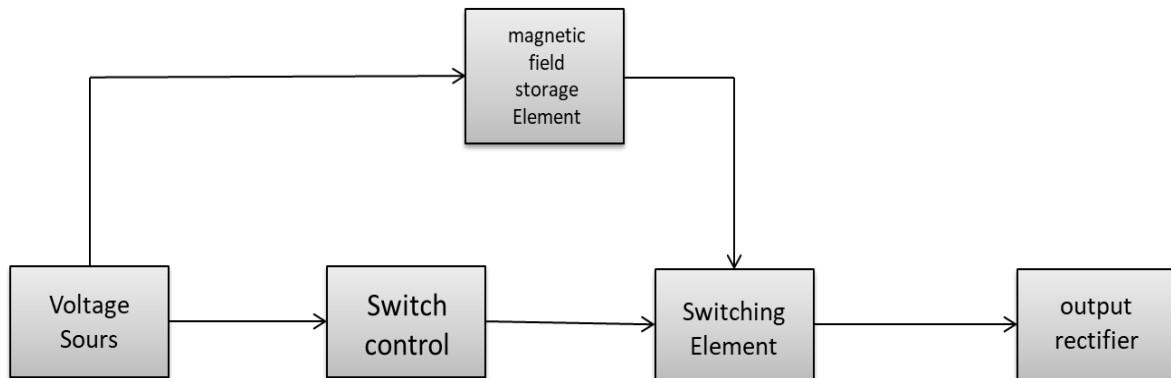 magnetic
field
storage
Element
Voltage
Sours
Switch
control
Switching
Element
output
rectifier